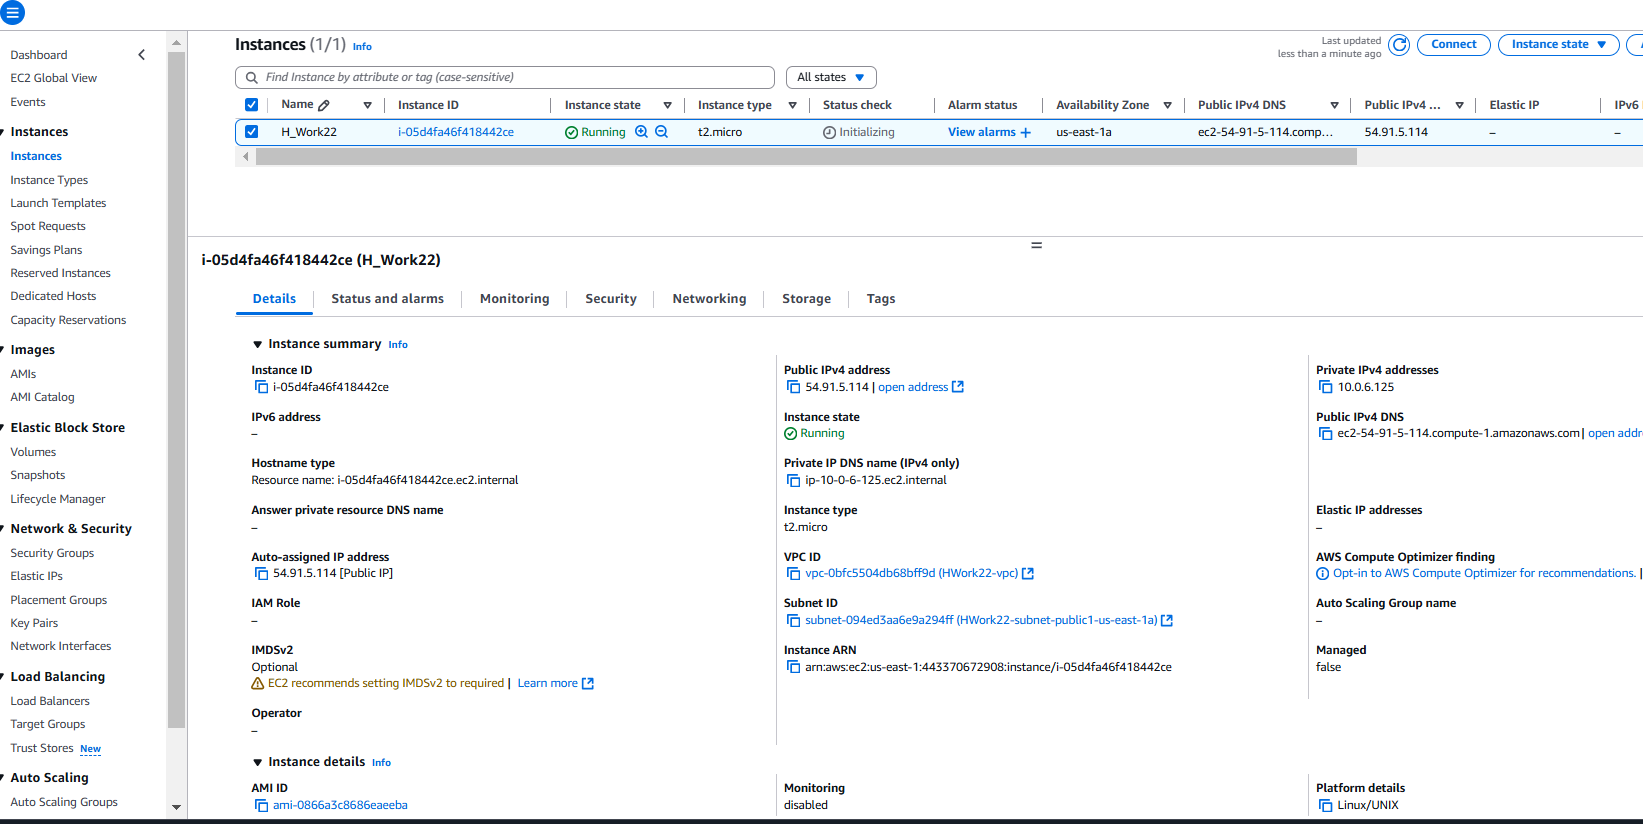 Dashboard
EC2 Global View
Events
Instances
Instances
Instance Types
Launch Templates
Spot Requests
Savings Plans
Reserved Instances
Dedicated Hosts
Capacity Reservations
Images
AMIs
AMI Catalog
Elastic Block Store
Volumes
Snapshots
Lifecycle Manager
Network & Security
Security Groups
Elastic IPs
Placement Groups
Key Pairs
Network Interfaces
Load Balancing
Load Balancers
Target Groups
Trust Stores New
Auto Scaling
Auto Scaling Groups
Instances (1/1) Info
Last updated
less than a minute ago
Connect
Instance state
Find Instance by attribute or tag (case-sensitive)
All states
Name Instance ID Instance state Instance type Status check Alarm status Availability Zone Public IPv4 DNS Public IPv4 ... Elastic IP IPv6
H_Work22 i-05d4fa46f418442ce Running t2.micro Initializing View alarms + us-east-1a ec2-54-91-5-114.comp... 54.91.5.114 – –
i-05d4fa46f418442ce (H_Work22)
Details Status and alarms Monitoring Security Networking Storage Tags
Instance summary Info
Instance ID
i-05d4fa46f418442ce
Public IPv4 address
54.91.5.114 | open address
Private IPv4 addresses
10.0.6.125
IPv6 address
–
Instance state
Running
Public IPv4 DNS
ec2-54-91-5-114.compute-1.amazonaws.com | open addr
Hostname type
Resource name: i-05d4fa46f418442ce.ec2.internal
Private IP DNS name (IPv4 only)
ip-10-0-6-125.ec2.internal
Answer private resource DNS name
–
Instance type
t2.micro
Elastic IP addresses
–
Auto-assigned IP address
54.91.5.114 [Public IP]
VPC ID
vpc-0bfc5504db68bff9d (HWork22-vpc)
AWS Compute Optimizer finding
Opt-in to AWS Compute Optimizer for recommendations. |
IAM Role
–
Subnet ID
subnet-094ed3aa6e9a294ff (HWork22-subnet-public1-us-east-1a)
Auto Scaling Group name
–
IMDSv2
Optional
EC2 recommends setting IMDSv2 to required | Learn more
Instance ARN
arn:aws:ec2:us-east-1:443370672908:instance/i-05d4fa46f418442ce
Managed
false
Operator
–
Instance details Info
AMI ID
ami-0866a3c8686eaeeba
Monitoring
disabled
Platform details
Linux/UNIX